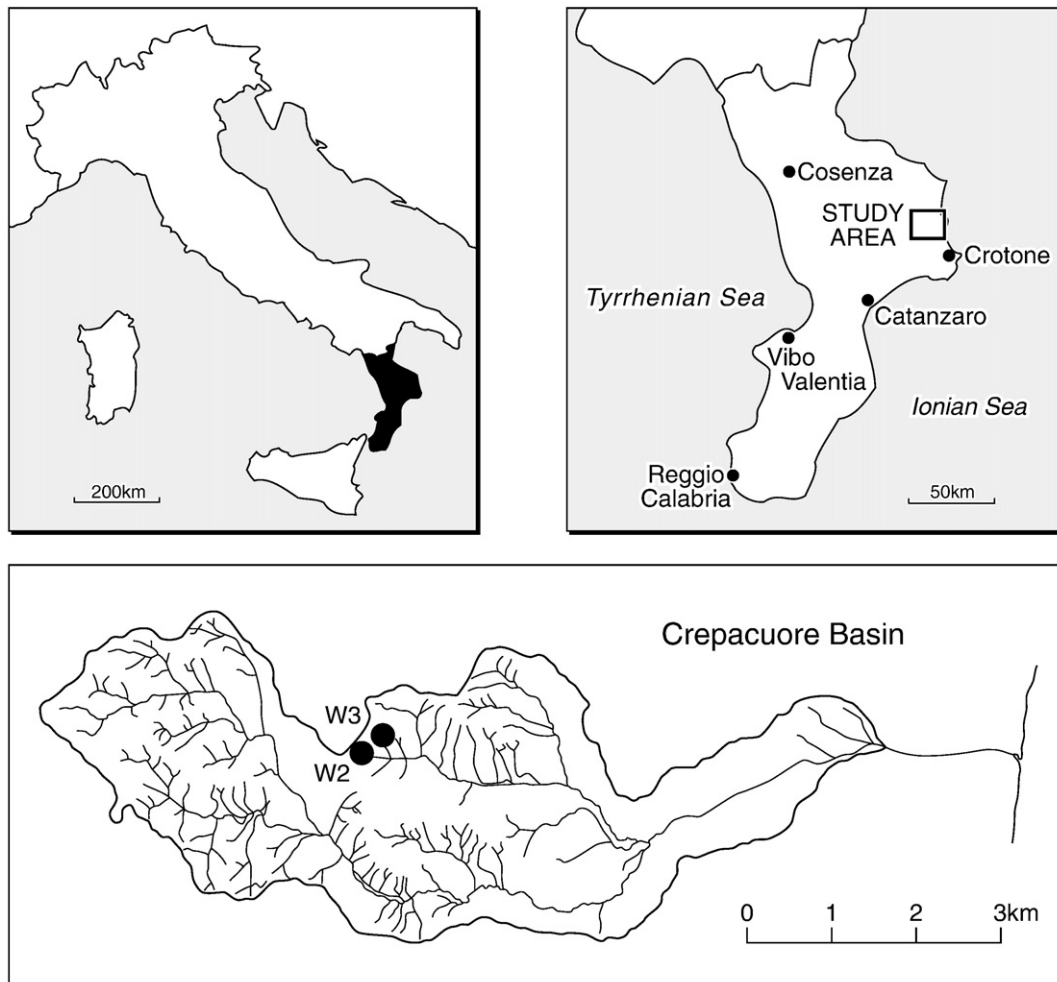 200km
Cosenza
STUDY
AREA
Crotone
Tyrrhenian Sea
Catanzaro
Vibo
Valentia
Ionian Sea
Reggio
Calabria
50km
Crepacuore Basin
W3
W2
0 1 2 3km